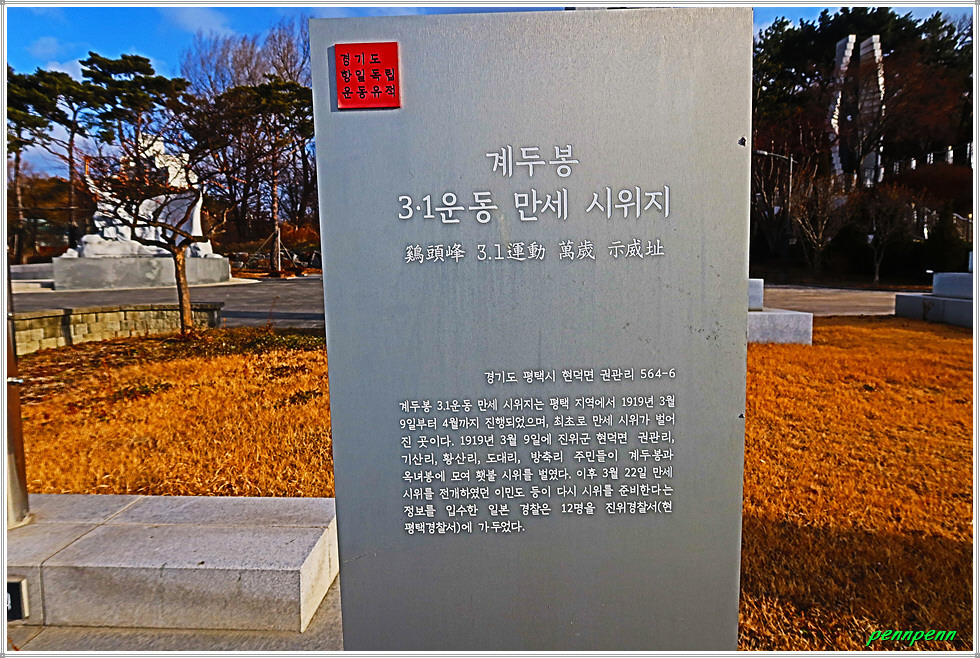 경기도
항일독립
운동유적
계두봉
3·1운동 만세 시위지
鷄頭峰 3.1運動 萬歲 示威址
경기도 평택시 현덕면 권관리 564-6
계두봉 3.1운동 만세 시위지는 평택 지역에서 1919년 3월
9일부터 4월까지 진행되었으며, 최초로 만세 시위가 벌어
진 곳이다. 1919년 3월 9일에 진위군 현덕면 권관리,
기산리, 황산리, 도대리, 방축리 주민들이 계두봉과
옥녀봉에 모여 횃불 시위를 벌였다. 이후 3월 22일 만세
시위를 전개하였던 이민도 등이 다시 시위를 준비한다는
정보를 입수한 일본 경찰은 12명을 진위경찰서(현
평택경찰서)에 가두었다.
pennpenn